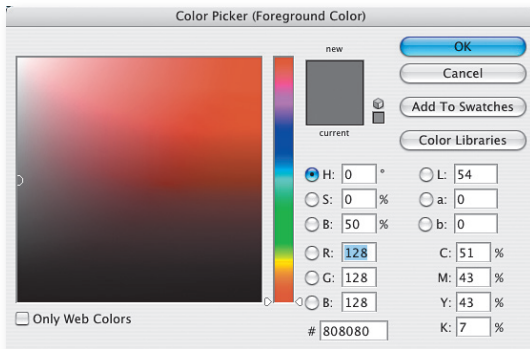 Color Picker (Foreground Color)
new
current
OK
Cancel
Add To Swatches
Color Libraries
H: 0 °
L: 54
S: 0 %
a: 0
B: 50 %
b: 0
R: 128
C: 51 %
G: 128
M: 43 %
B: 128
Y: 43 %
# 808080
K: 7 %
Only Web Colors